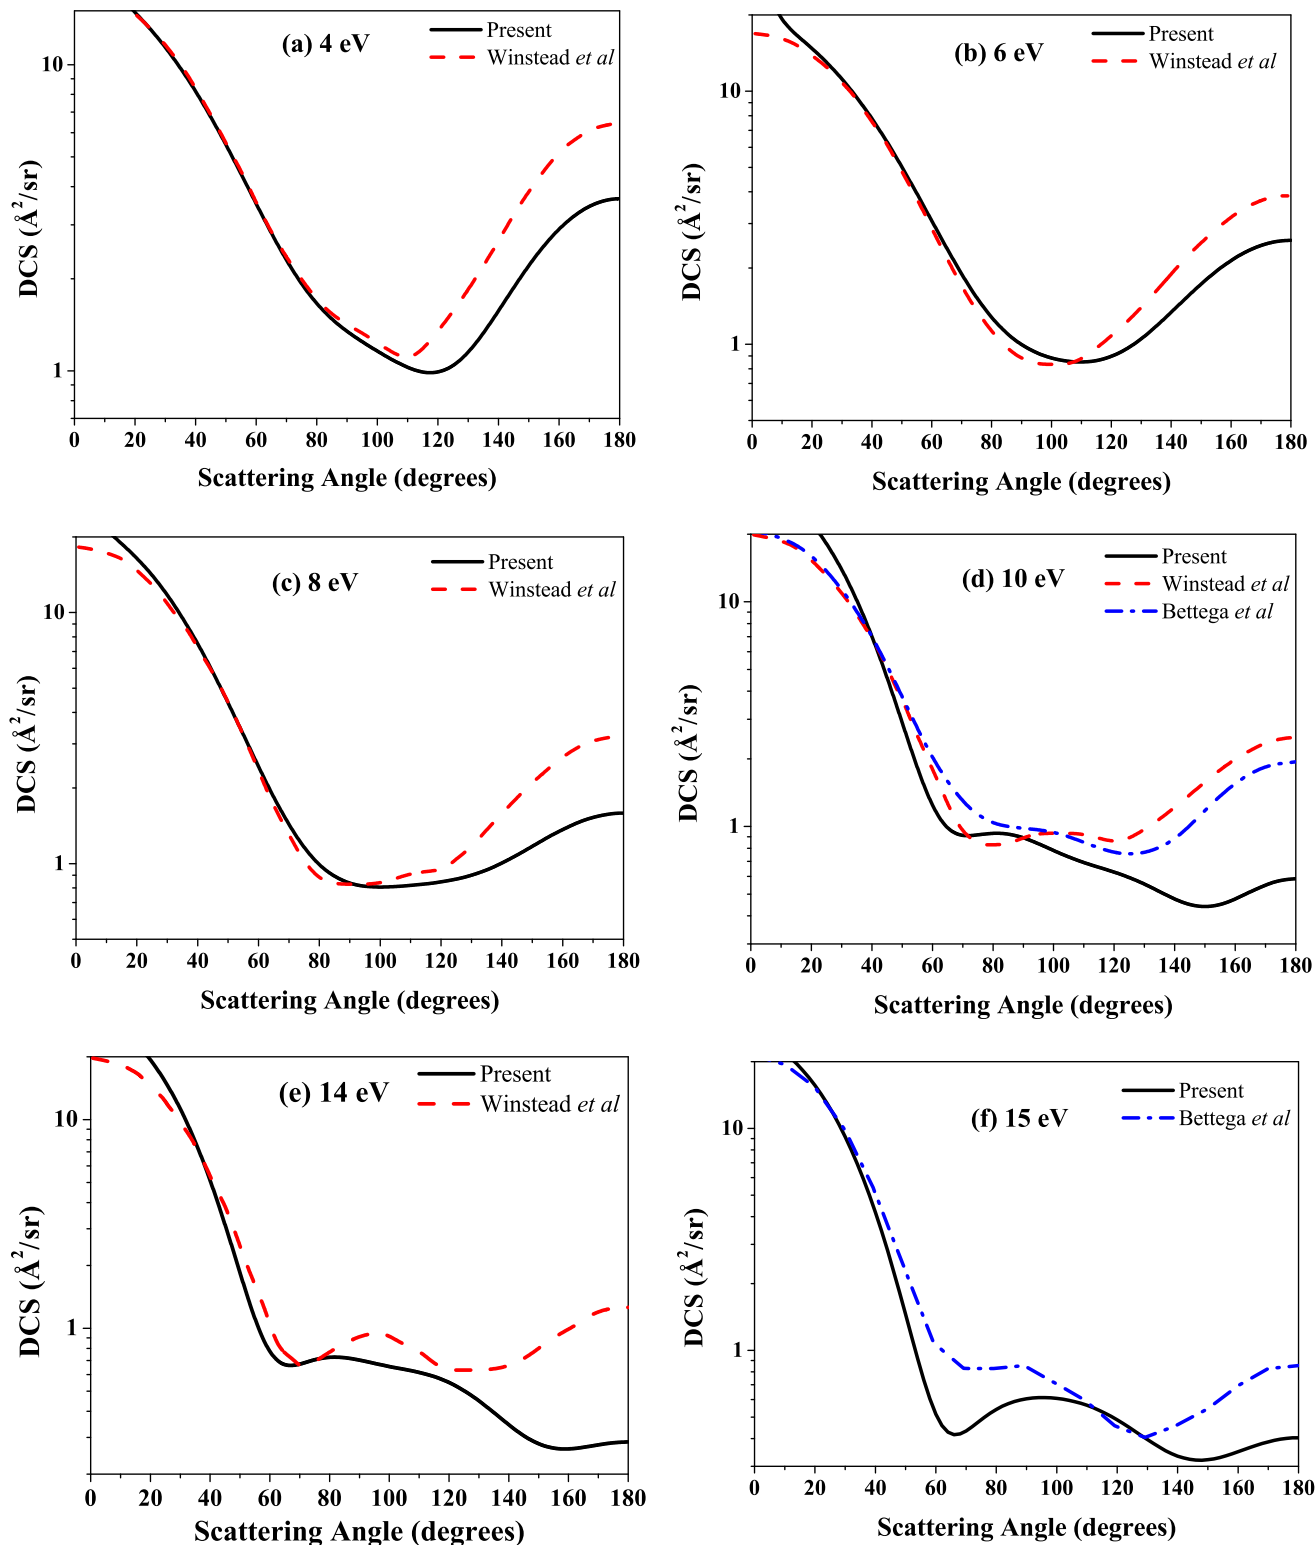 (a) 4 eV
Present
Winstead et al
10
1
DCS (Å²/sr)
0 20 40 60 80 100 120 140 160 180
Scattering Angle (degrees)
(b) 6 eV
Present
Winstead et al
10
1
DCS (Å²/sr)
0 20 40 60 80 100 120 140 160 180
Scattering Angle (degrees)
(c) 8 eV
Present
Winstead et al
10
1
DCS (Å²/sr)
0 20 40 60 80 100 120 140 160 180
Scattering Angle (degrees)
(d) 10 eV
Present
Winstead et al
Bettega et al
10
1
DCS (Å²/sr)
0 20 40 60 80 100 120 140 160 180
Scattering Angle (degrees)
(e) 14 eV
Present
Winstead et al
10
1
DCS (Å²/sr)
0 20 40 60 80 100 120 140 160 180
Scattering Angle (degrees)
(f) 15 eV
Present
Bettega et al
10
1
DCS (Å²/sr)
0 20 40 60 80 100 120 140 160 180
Scattering Angle (degrees)